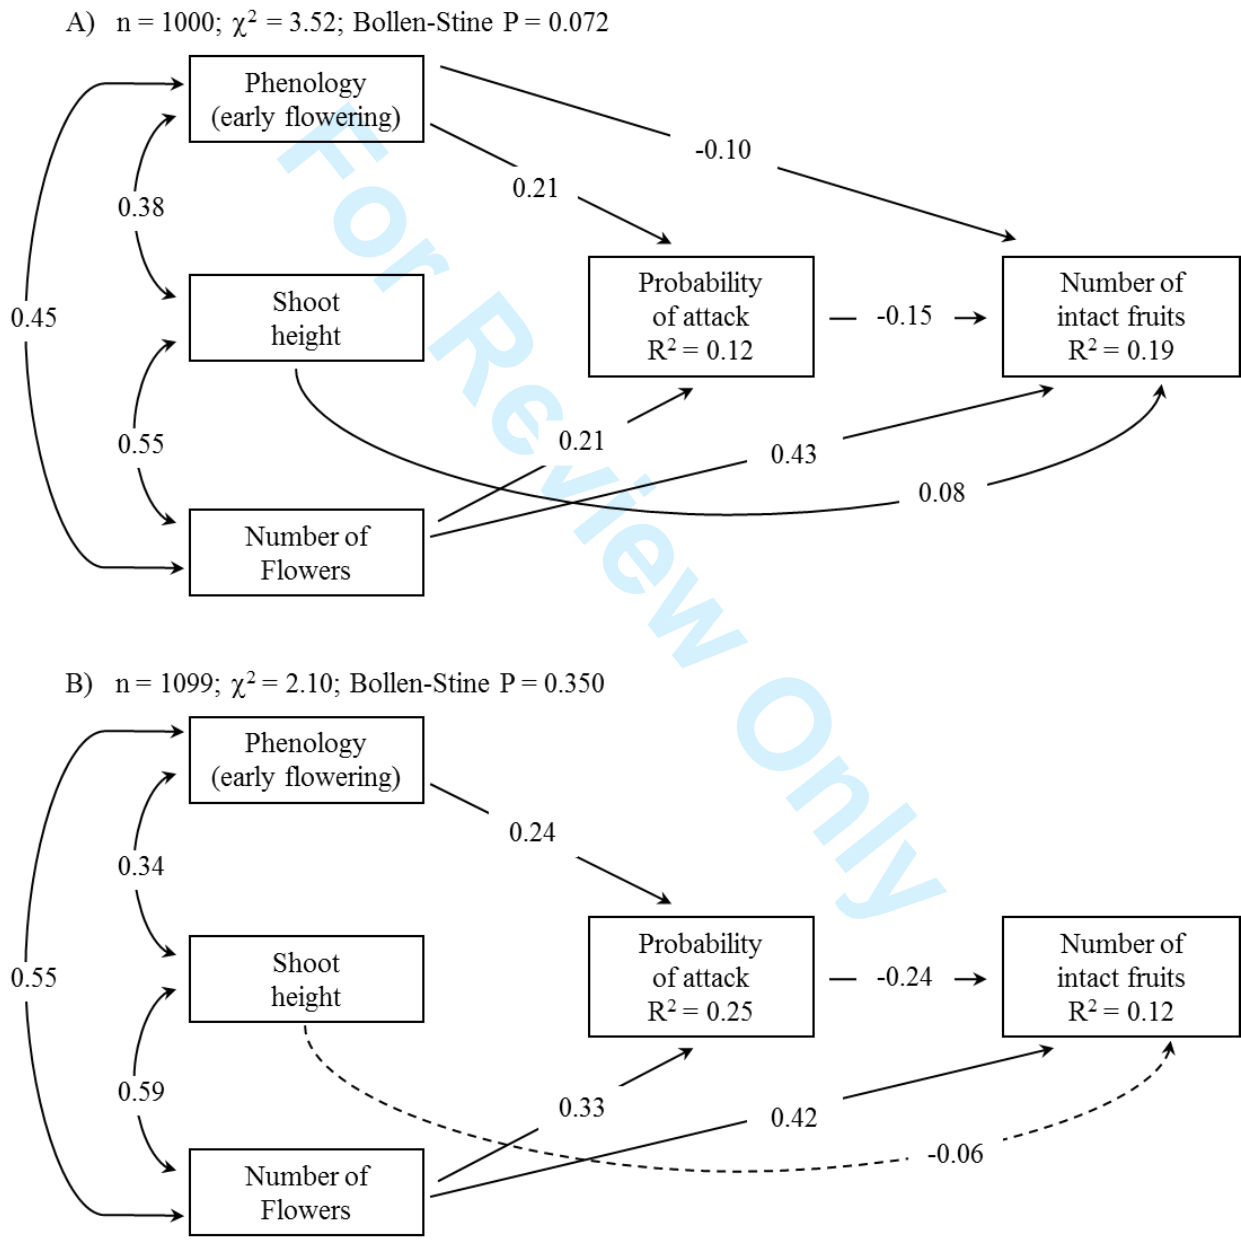 A) n = 1000; χ² = 3.52; Bollen-Stine P = 0.072
Phenology
(early flowering)
-0.10
0.21
0.38
Shoot
height
0.45
Probability
of attack
R² = 0.12
-0.15
Number of
intact fruits
R² = 0.19
0.55
0.21
0.43
0.08
Number of
Flowers
B) n = 1099; χ² = 2.10; Bollen-Stine P = 0.350
Phenology
(early flowering)
0.24
0.34
Shoot
height
0.55
Probability
of attack
R² = 0.25
-0.24
Number of
intact fruits
R² = 0.12
0.59
0.33
0.42
-0.06
Number of
Flowers
For Review Only